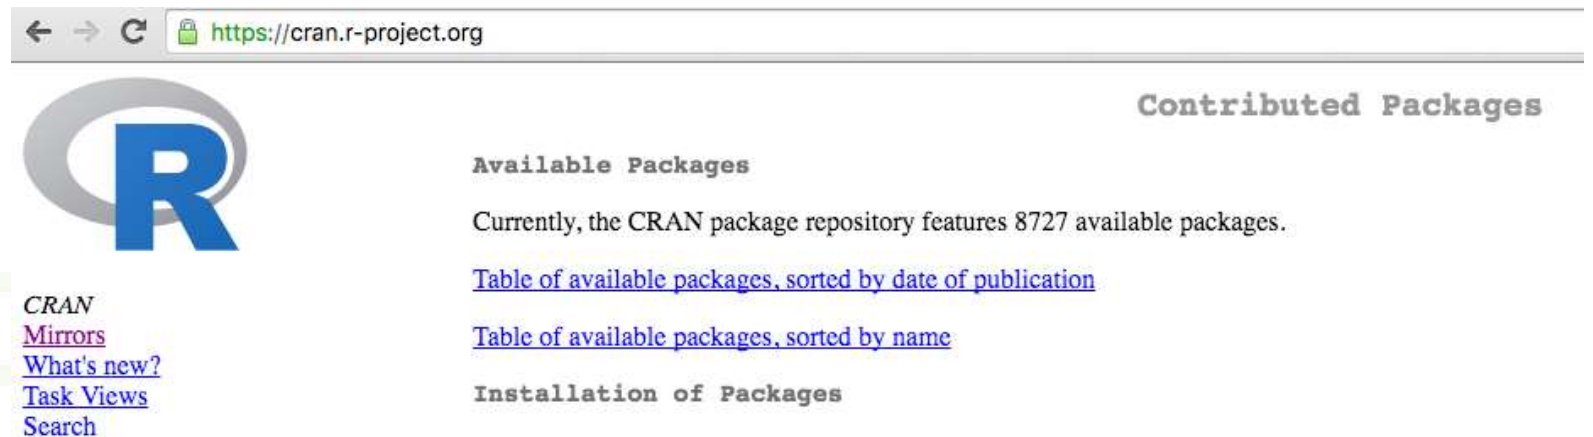 https://cran.r-project.org
R
Contributed Packages
Available Packages
Currently, the CRAN package repository features 8727 available packages.
Table of available packages, sorted by date of publication
Table of available packages, sorted by name
Installation of Packages
CRAN
Mirrors
What's new?
Task Views
Search